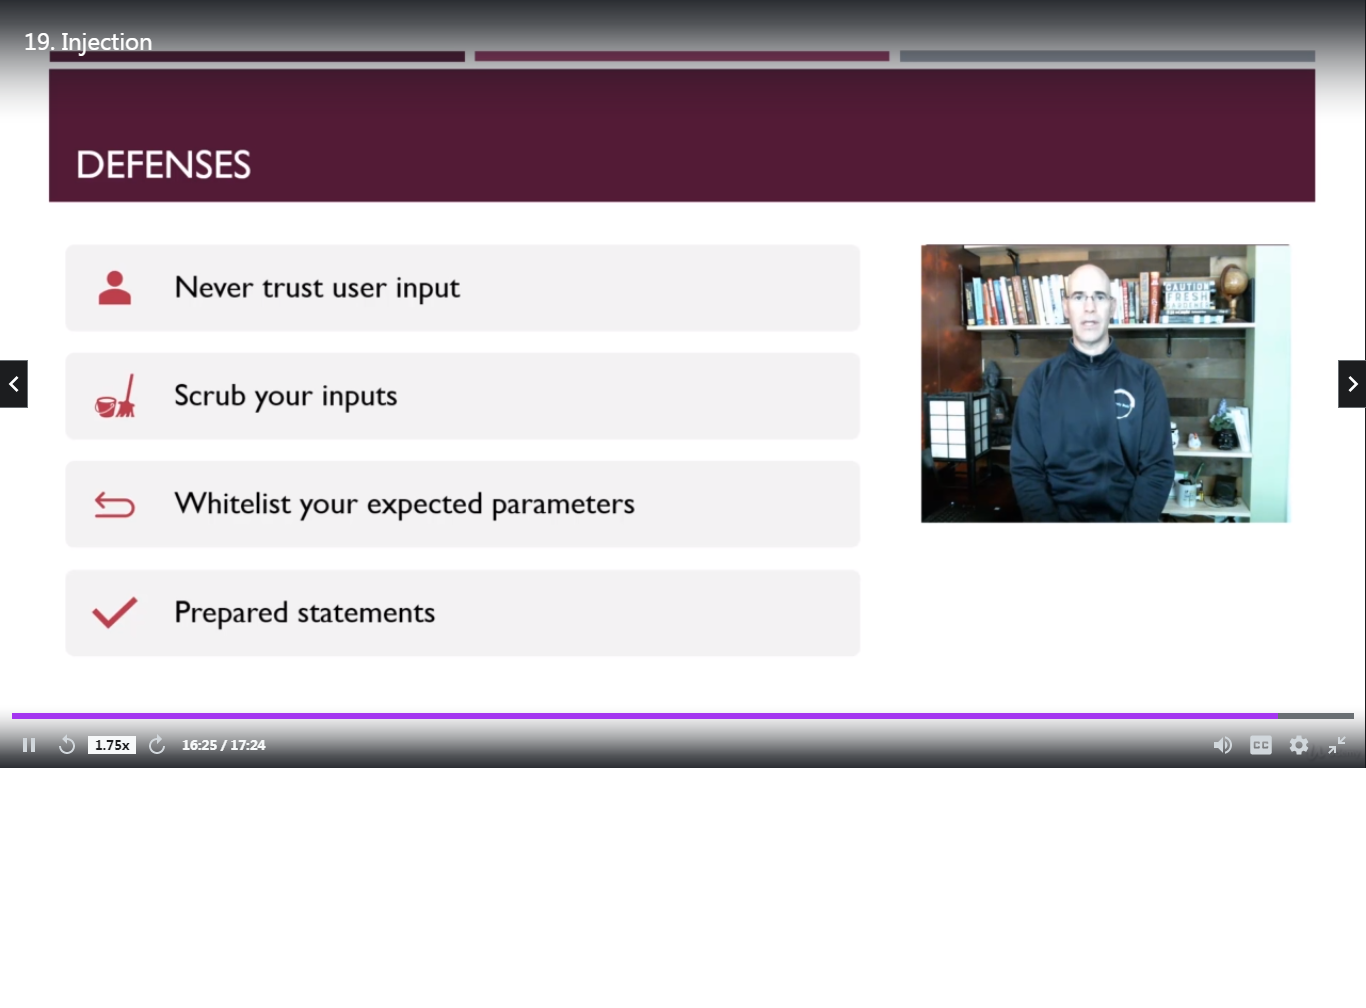 19. Injection
DEFENSES
Never trust user input
Scrub your inputs
CAUTION
FRESH
GARDENER
Whitelist your expected parameters
Prepared statements
1.75x
16:25 / 17:24
CC